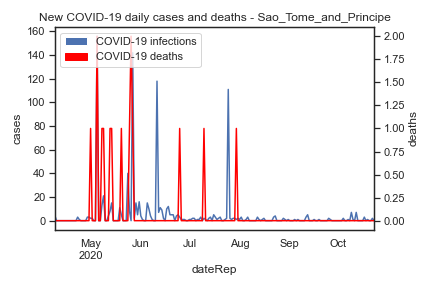 New COVID-19 daily cases and deaths - Sao_Tome_and_Principe
COVID-19 infections
COVID-19 deaths
160
140
120
100
80
60
40
20
0
cases
2.00
1.75
1.50
1.25
1.00
0.75
0.50
0.25
0.00
deaths
May Jun Jul Aug Sep Oct
2020
dateRep